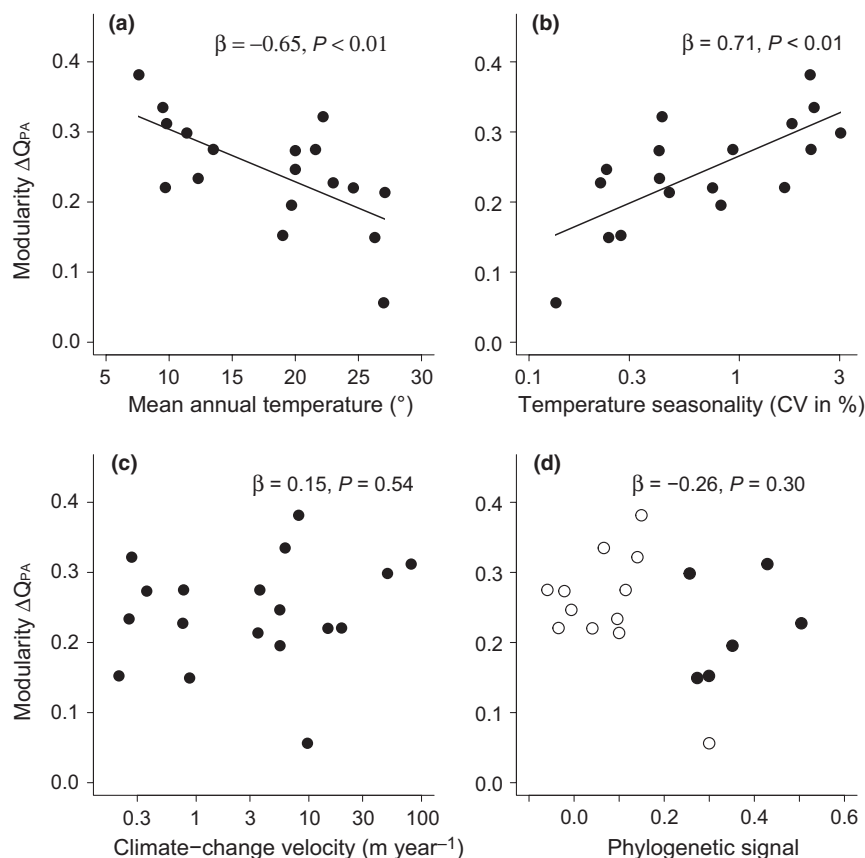 (a)
β = −0.65, P < 0.01
Modularity ΔQPA
0.4
0.3
0.2
0.1
0.0
5 10 15 20 25 30
Mean annual temperature (°)
(b)
β = 0.71, P < 0.01
0.4
0.3
0.2
0.1
0.0
0.1 0.3 1 3
Temperature seasonality (CV in %)
(c)
β = 0.15, P = 0.54
Modularity ΔQPA
0.4
0.3
0.2
0.1
0.0
0.3 1 3 10 30 100
Climate−change velocity (m year−1)
(d)
β = −0.26, P = 0.30
0.4
0.3
0.2
0.1
0.0
0.0 0.2 0.4 0.6
Phylogenetic signal